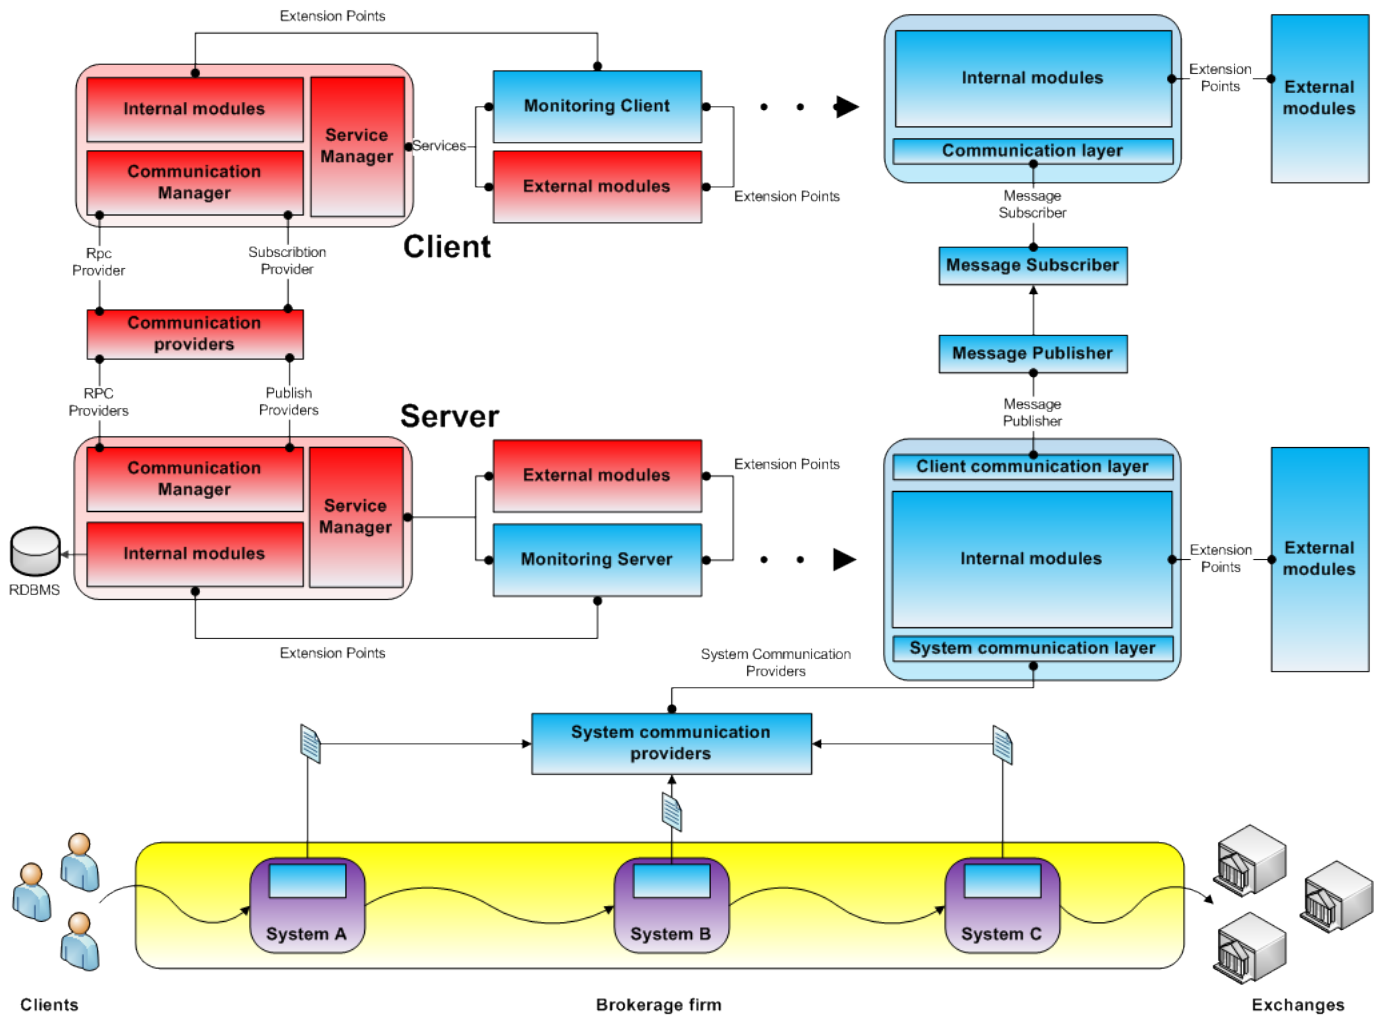 Extension Points
Internal modules
Service
Manager
Communication
Manager
Services
Monitoring Client
External modules
Extension Points
Internal modules
Communication layer
Extension
Points
External
modules
Client
Rpc
Provider
Subscribtion
Provider
Message
Subscriber
Message Subscriber
Communication
providers
Message Publisher
RPC
Providers
Publish
Providers
Message
Publisher
Server
Communication
Manager
Service
Manager
Internal modules
RDBMS
External modules
Monitoring Server
Extension Points
Client communication layer
Internal modules
System communication layer
Extension
Points
External
modules
Extension Points
System Communication
Providers
System communication
providers
System A
System B
System C
Clients
Brokerage firm
Exchanges